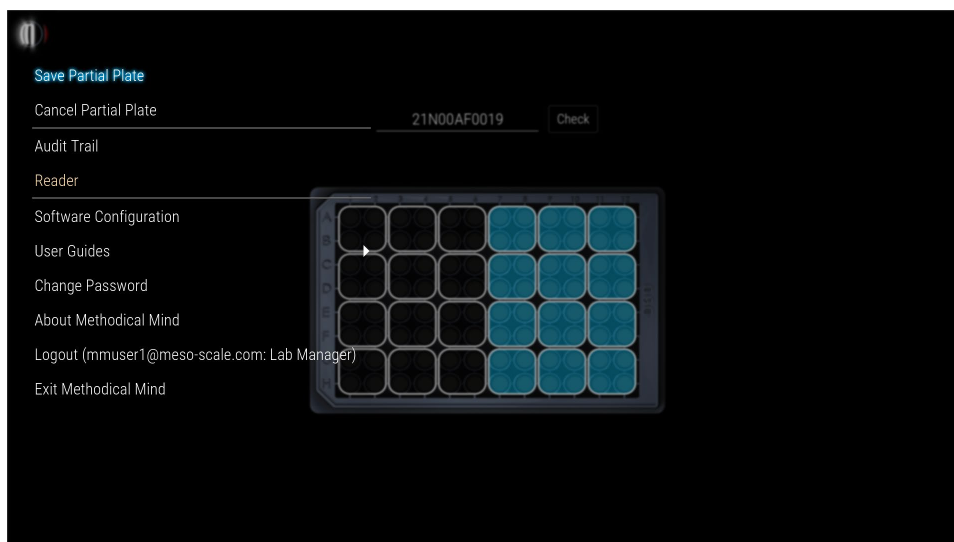 Save Partial Plate
Cancel Partial Plate
21N00AF0019 Check
Audit Trail
Reader
Software Configuration
User Guides
Change Password
About Methodical Mind
Logout (mmuser1@meso-scale.com: Lab Manager)
Exit Methodical Mind
A
B
C
D
E
F
H